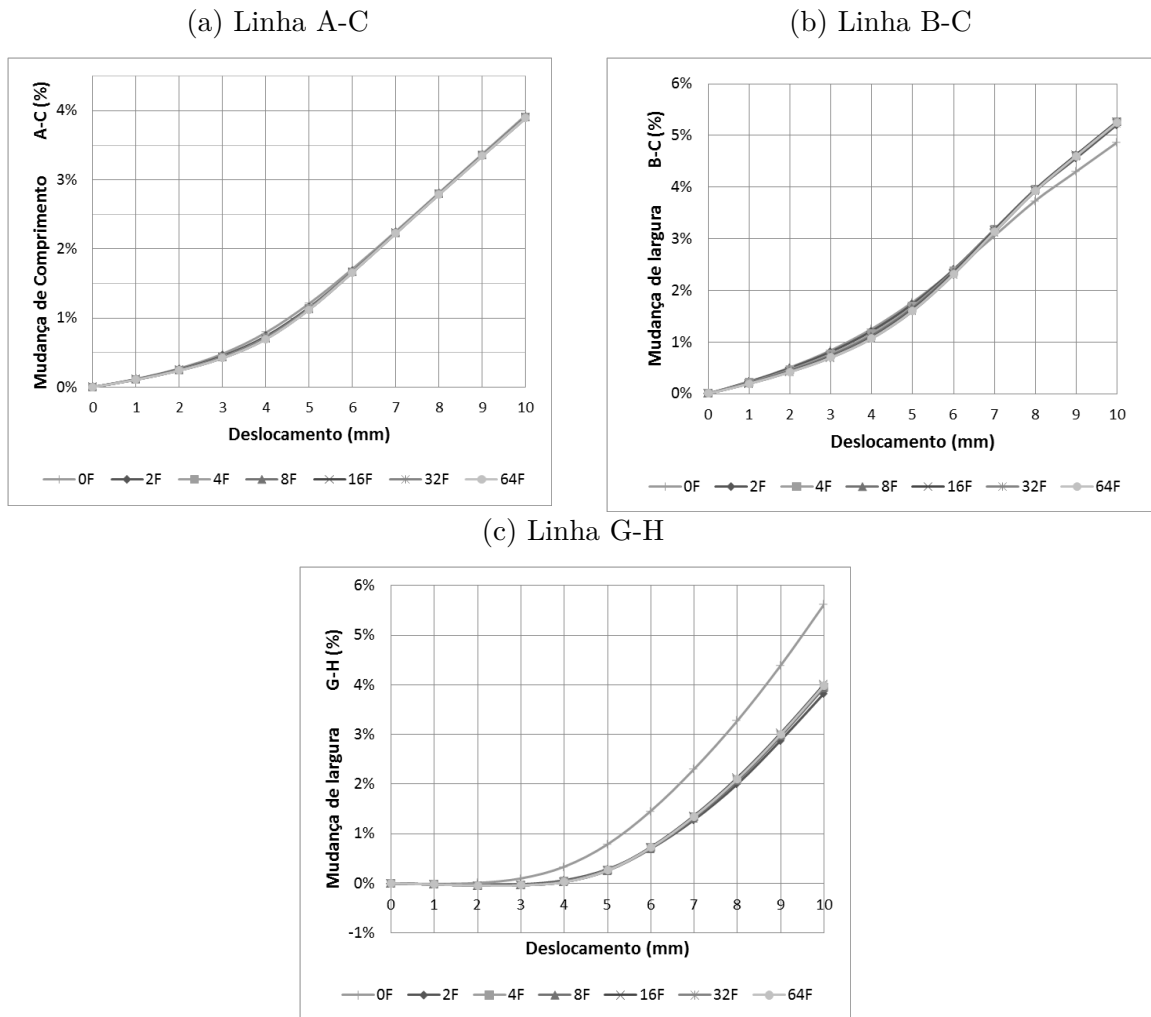 (a) Linha A-C
Mudança de Comprimento A-C (%)
4%
3%
2%
1%
0%
0 1 2 3 4 5 6 7 8 9 10
Deslocamento (mm)
0F 2F 4F 8F 16F 32F 64F
(b) Linha B-C
Mudança de largura B-C (%)
6%
5%
4%
3%
2%
1%
0%
0 1 2 3 4 5 6 7 8 9 10
Deslocamento (mm)
0F 2F 4F 8F 16F 32F 64F
(c) Linha G-H
Mudança de largura G-H (%)
6%
5%
4%
3%
2%
1%
0%
-1%
0 1 2 3 4 5 6 7 8 9 10
Deslocamento (mm)
0F 2F 4F 8F 16F 32F 64F